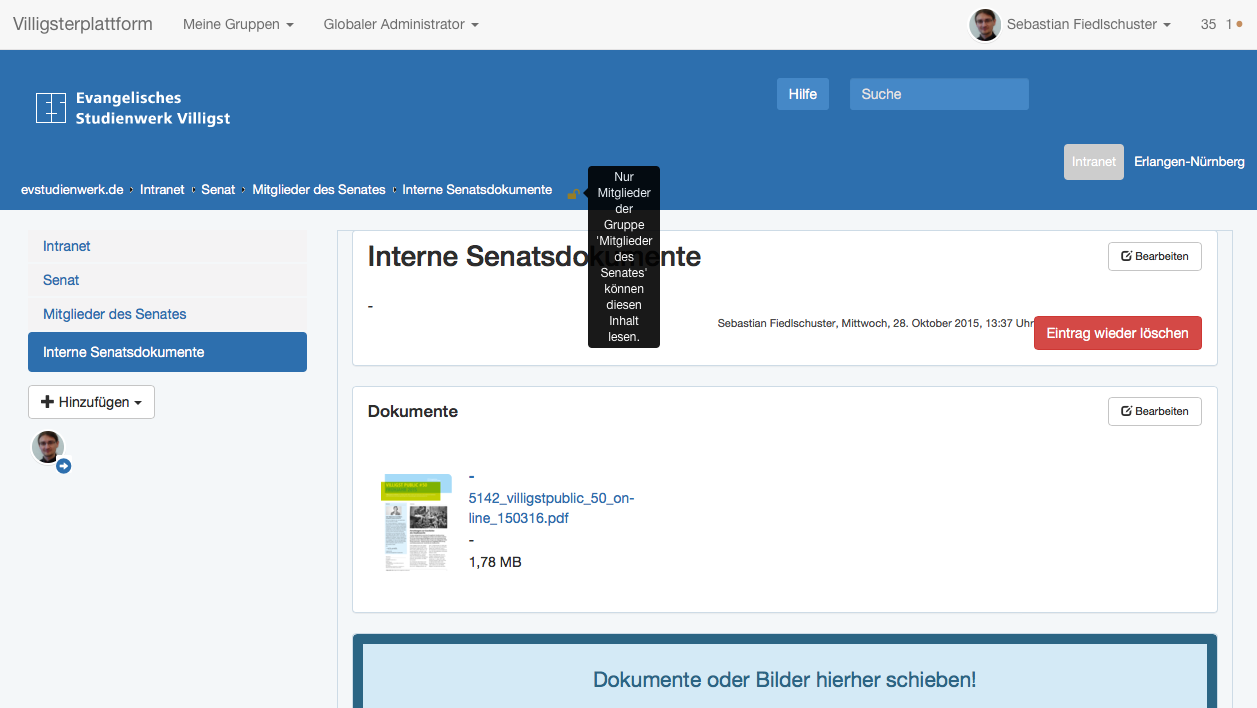 Villigsterplattform Meine Gruppen Globaler Administrator Sebastian Fiedlschuster 35 1
Evangelisches
Studienwerk Villigst
Hilfe Suche
Intranet Erlangen-Nürnberg
evstudienwerk.de Intranet Senat Mitglieder des Senates Interne Senatsdokumente
Nur
Mitglieder
der
Gruppe
'Mitglieder
des
Senates'
können
diesen
Inhalt
lesen.
Intranet
Senat
Mitglieder des Senates
Interne Senatsdokumente
Hinzufügen
Interne Senatsdokumente
Bearbeiten
-
Sebastian Fiedlschuster, Mittwoch, 28. Oktober 2015, 13:37 Uhr
Eintrag wieder löschen
Dokumente
Bearbeiten
-
5142_villigstpublic_50_on-
line_150316.pdf
-
1,78 MB
Dokumente oder Bilder hierher schieben!